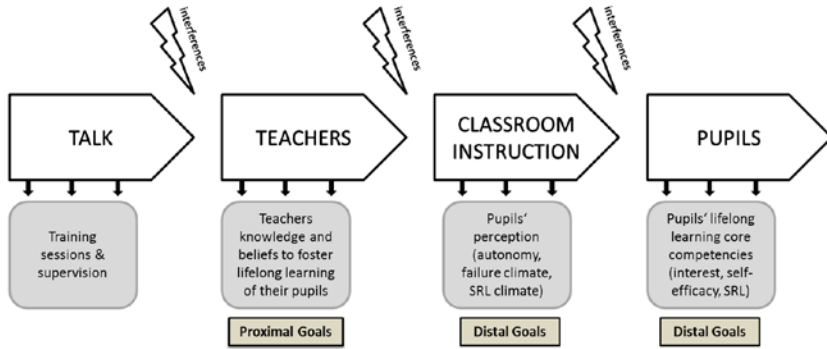 interferences
interferences
interferences
TALK
TEACHERS
CLASSROOM
INSTRUCTION
PUPILS
Training
sessions &
supervision
Teachers
knowledge and
beliefs to foster
lifelong learning
of their pupils
Pupils‘
perception
(autonomy,
failure climate,
SRL climate)
Pupils‘ lifelong
learning core
competencies
(interest, self-
efficacy, SRL)
Proximal Goals
Distal Goals
Distal Goals